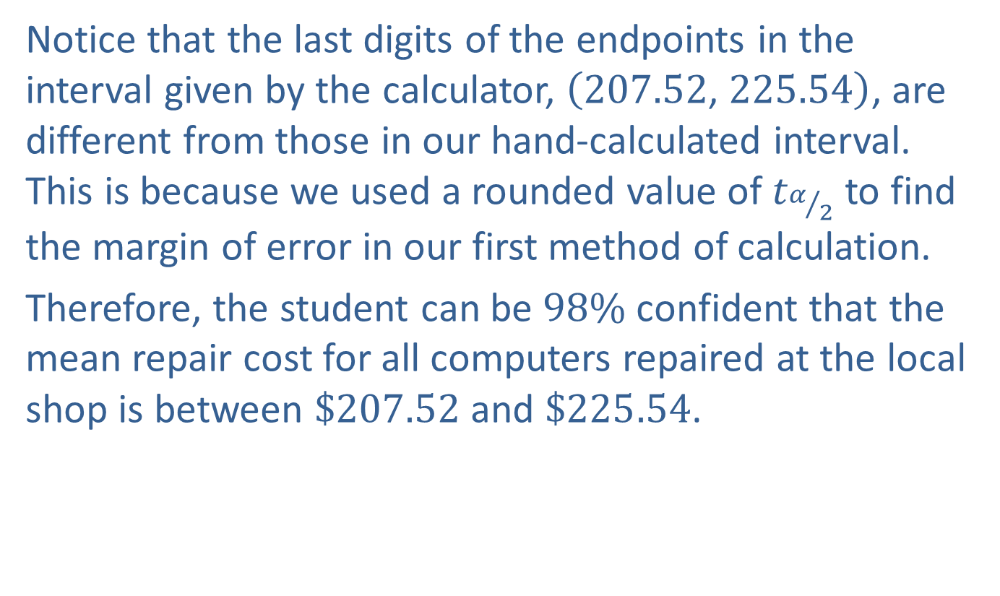 Notice that the last digits of the endpoints in the
interval given by the calculator, (207.52, 225.54), are
different from those in our hand-calculated interval.
This is because we used a rounded value of tα/2 to find
the margin of error in our first method of calculation.
Therefore, the student can be 98% confident that the
mean repair cost for all computers repaired at the local
shop is between $207.52 and $225.54.